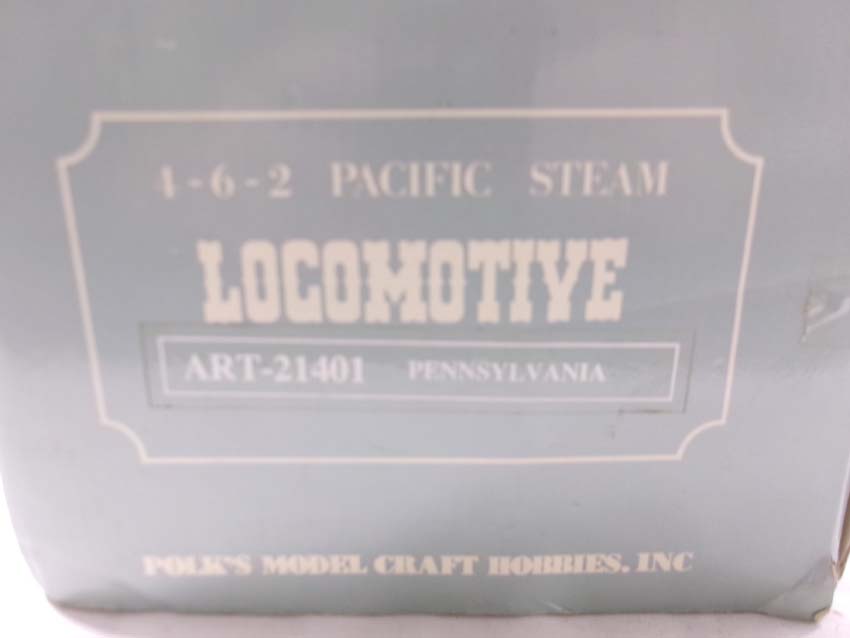 4-6-2 PACIFIC STEAM
LOCOMOTIVE
ART-21401 PENNSYLVANIA
POLK'S MODEL CRAFT HOBBIES, INC